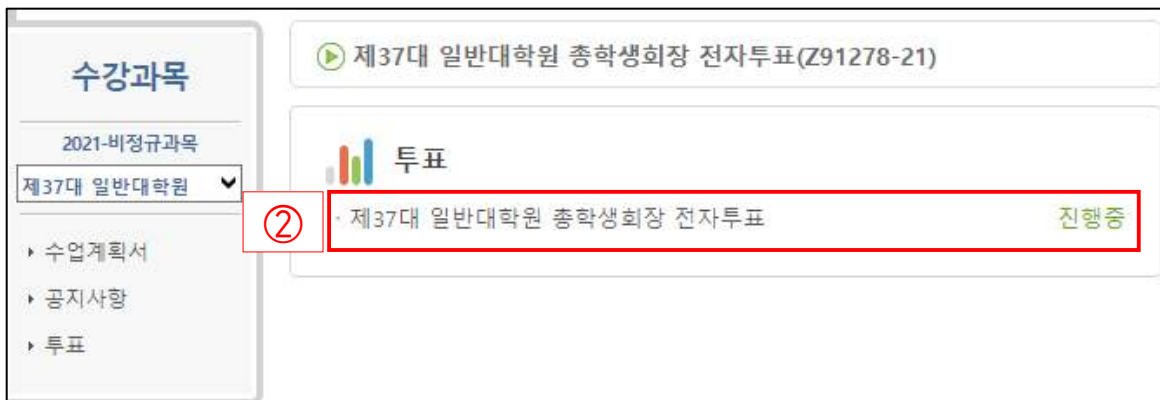 수강과목
2021-비정규과목
제37대 일반대학원
▸ 수업계획서
▸ 공지사항
▸ 투표
제37대 일반대학원 총학생회장 전자투표(Z91278-21)
투표
②
· 제37대 일반대학원 총학생회장 전자투표 진행중